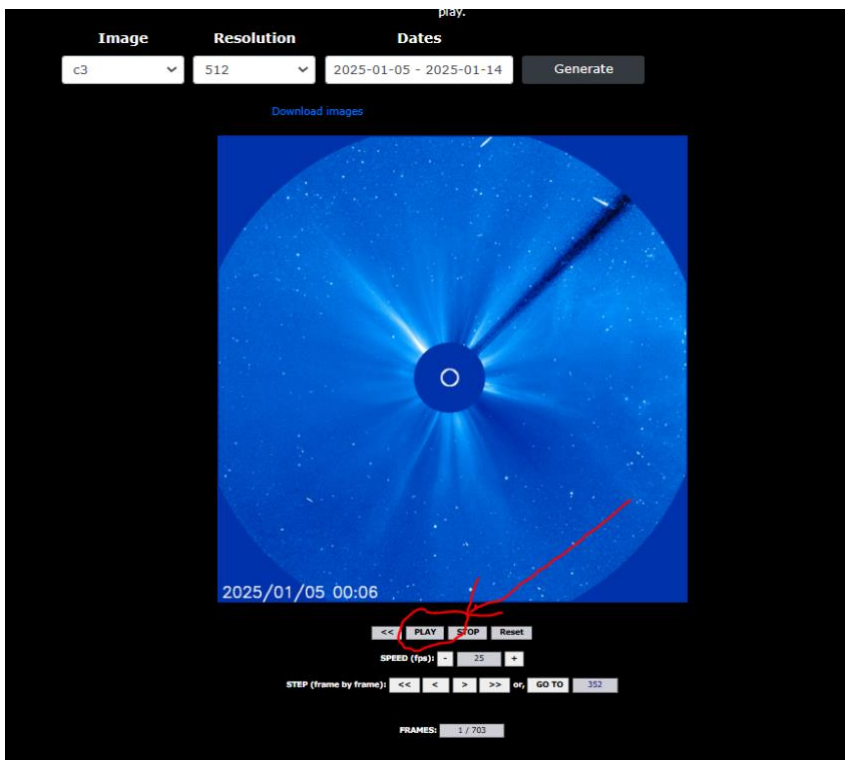 play.
Image Resolution Dates
c3 512 2025-01-05 - 2025-01-14 Generate
Download images
2025/01/05 00:06
<< PLAY STOP Reset
SPEED (fps): - 25 +
STEP (frame by frame): << < > >> or, GO TO 352
FRAMES: 1 / 703